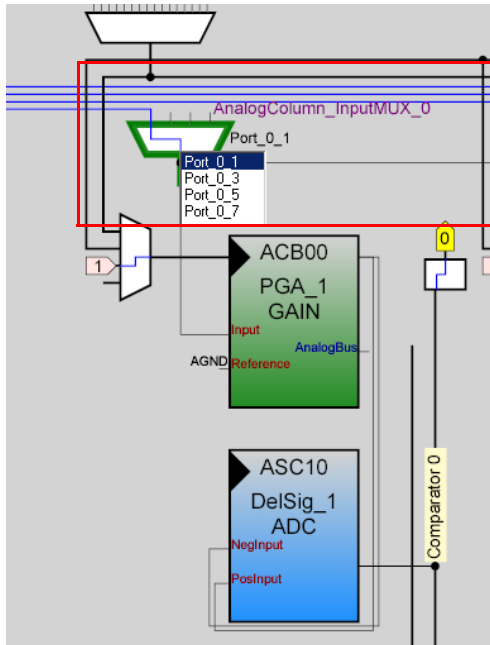 AnalogColumn_InputMUX_0
Port_0_1
Port_0_1
Port_0_3
Port_0_5
Port_0_7
0
1
ACB00
PGA_1
GAIN
Input
AnalogBus
AGND
Reference
ASC10
DelSig_1
ADC
NegInput
PosInput
Comparator 0